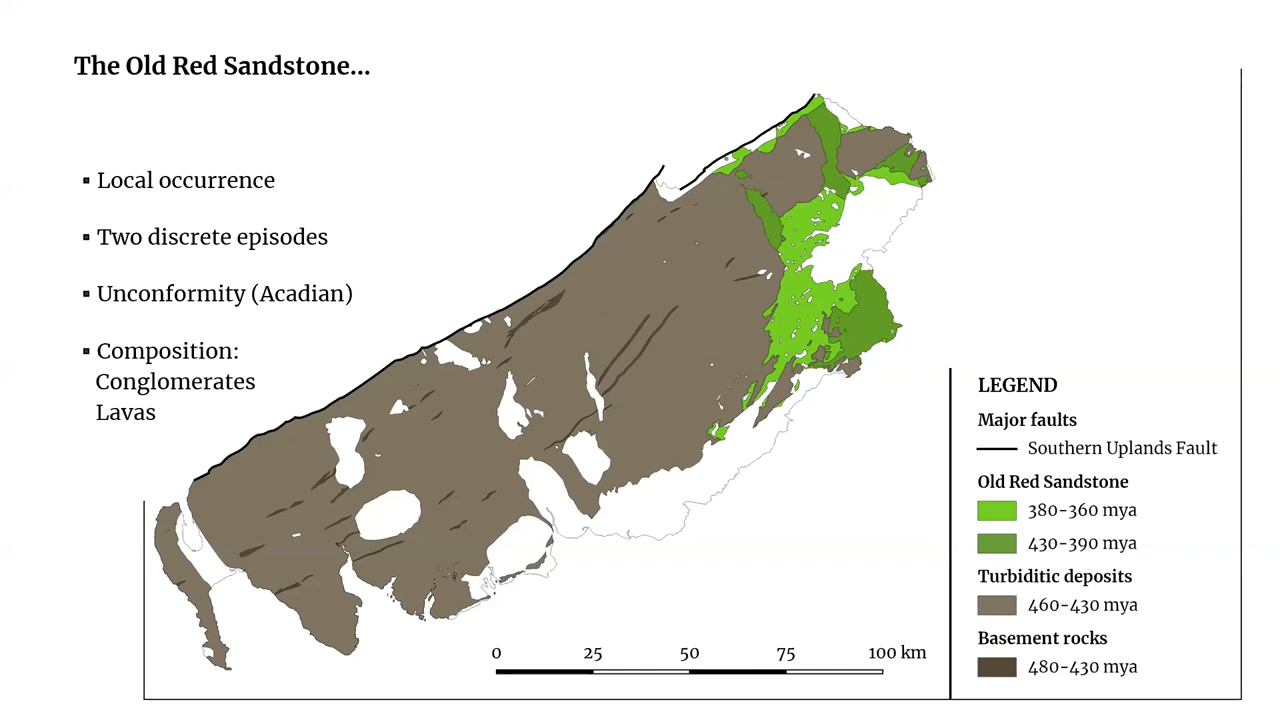 The Old Red Sandstone...
▪ Local occurrence
▪ Two discrete episodes
▪ Unconformity (Acadian)
▪ Composition:
Conglomerates
Lavas
LEGEND
Major faults
Southern Uplands Fault
Old Red Sandstone
380-360 mya
430-390 mya
Turbiditic deposits
460-430 mya
Basement rocks
480-430 mya
0 25 50 75 100 km